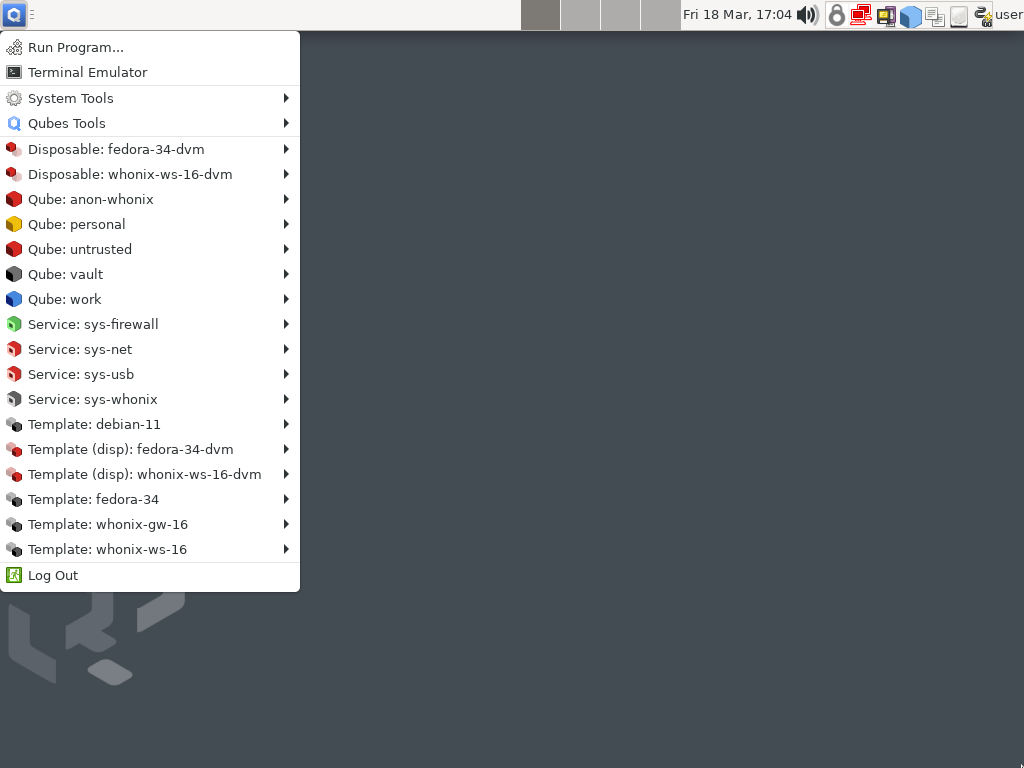 Fri 18 Mar, 17:04 user
Run Program...
Terminal Emulator
System Tools
Qubes Tools
Disposable: fedora-34-dvm
Disposable: whonix-ws-16-dvm
Qube: anon-whonix
Qube: personal
Qube: untrusted
Qube: vault
Qube: work
Service: sys-firewall
Service: sys-net
Service: sys-usb
Service: sys-whonix
Template: debian-11
Template (disp): fedora-34-dvm
Template (disp): whonix-ws-16-dvm
Template: fedora-34
Template: whonix-gw-16
Template: whonix-ws-16
Log Out